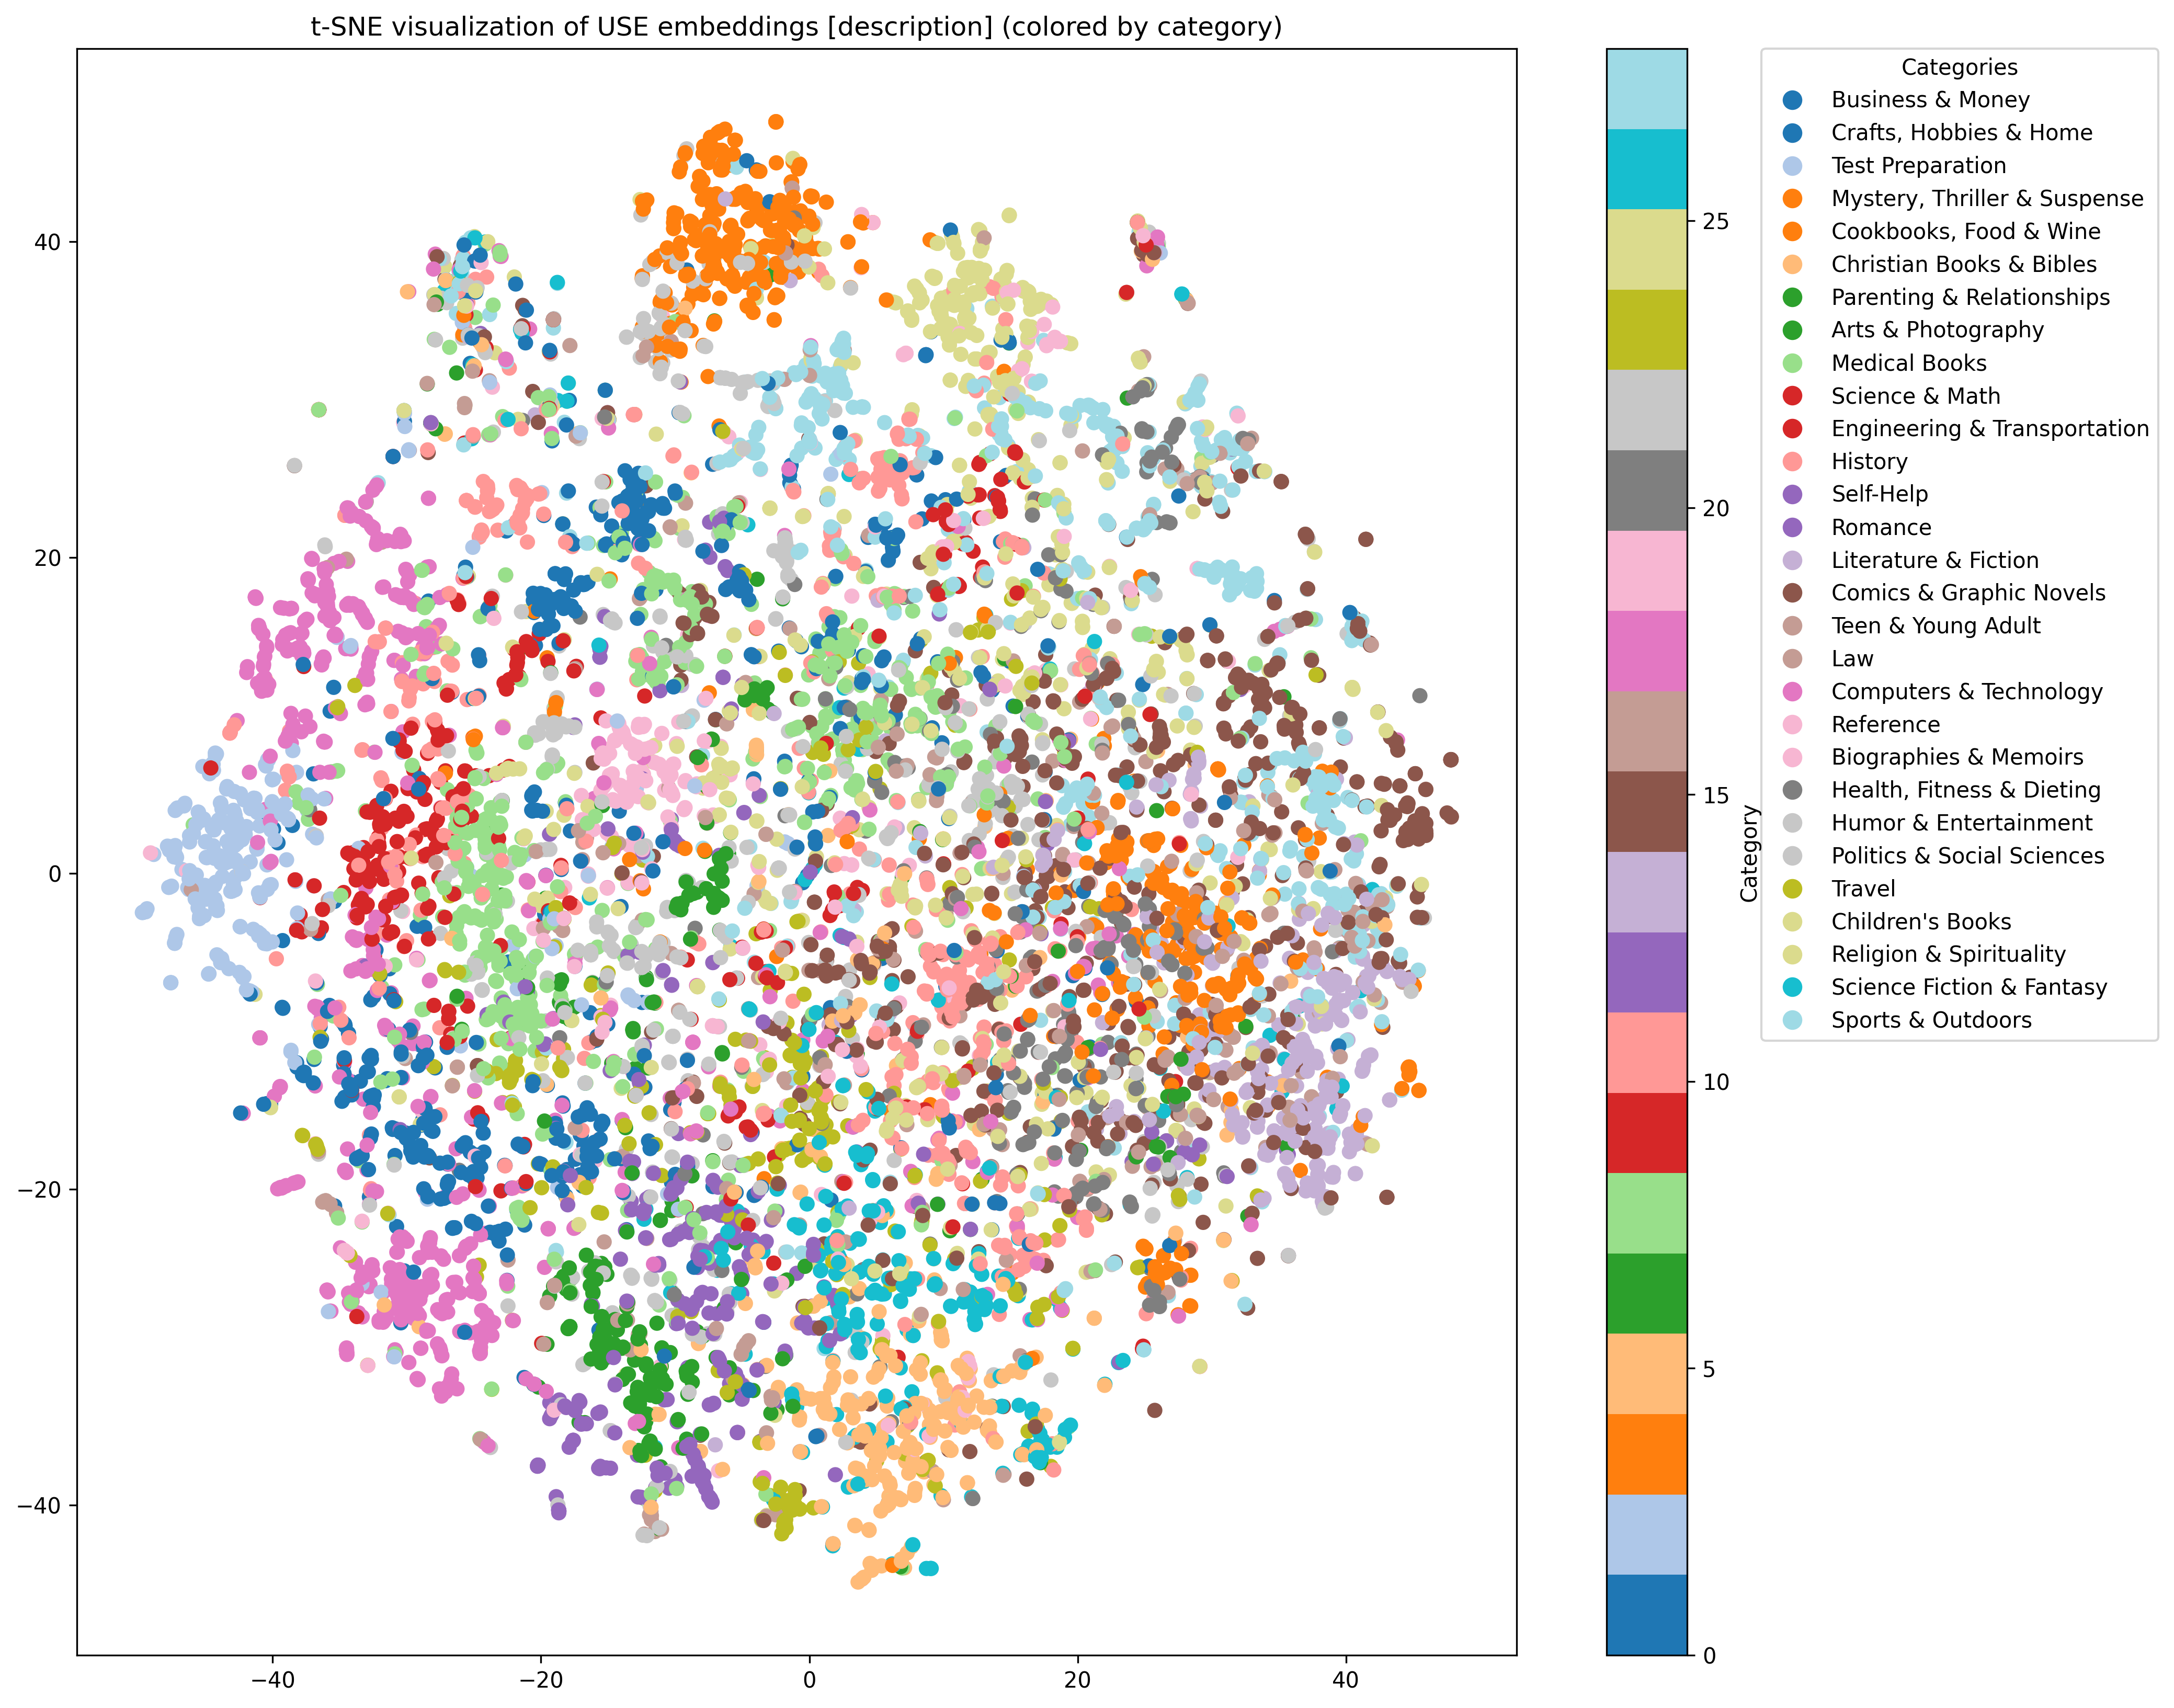 t-SNE visualization of USE embeddings [description] (colored by category)
40
20
0
−20
−40
−40
−20
0
20
40
25
20
15
10
5
0
Category
Categories
Business & Money
Crafts, Hobbies & Home
Test Preparation
Mystery, Thriller & Suspense
Cookbooks, Food & Wine
Christian Books & Bibles
Parenting & Relationships
Arts & Photography
Medical Books
Science & Math
Engineering & Transportation
History
Self-Help
Romance
Literature & Fiction
Comics & Graphic Novels
Teen & Young Adult
Law
Computers & Technology
Reference
Biographies & Memoirs
Health, Fitness & Dieting
Humor & Entertainment
Politics & Social Sciences
Travel
Children's Books
Religion & Spirituality
Science Fiction & Fantasy
Sports & Outdoors